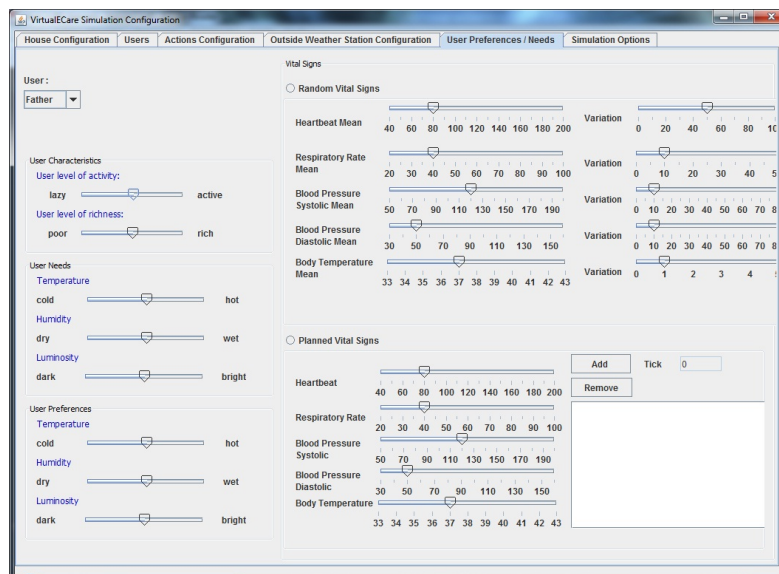 VirtualECare Simulation Configuration
House Configuration Users Actions Configuration Outside Weather Station Configuration User Preferences / Needs Simulation Options
User :
Father
User Characteristics
User level of activity:
lazy active
User level of richness:
poor rich
User Needs
Temperature
cold hot
Humidity
dry wet
Luminosity
dark bright
User Preferences
Temperature
cold hot
Humidity
dry wet
Luminosity
dark bright
Vital Signs
Random Vital Signs
Heartbeat Mean
40 60 80 100 120 140 160 180 200
Variation
0 20 40 60 80
Respiratory Rate
Mean
20 30 40 50 60 70 80 90 100
Variation
0 10 20 30 40
Blood Pressure
Systolic Mean
50 70 90 110 130 150 170 190
Variation
0 10 20 30 40 50 60 70
Blood Pressure
Diastolic Mean
30 50 70 90 110 130 150
Variation
0 10 20 30 40 50 60 70
Body Temperature
Mean
33 34 35 36 37 38 39 40 41 42 43
Variation
0 1 2 3 4
Planned Vital Signs
Heartbeat
40 60 80 100 120 140 160 180 200
Respiratory Rate
20 30 40 50 60 70 80 90 100
Blood Pressure
Systolic
50 70 90 110 130 150 170 190
Blood Pressure
Diastolic
30 50 70 90 110 130 150
Body Temperature
33 34 35 36 37 38 39 40 41 42 43
Add Tick 0
Remove